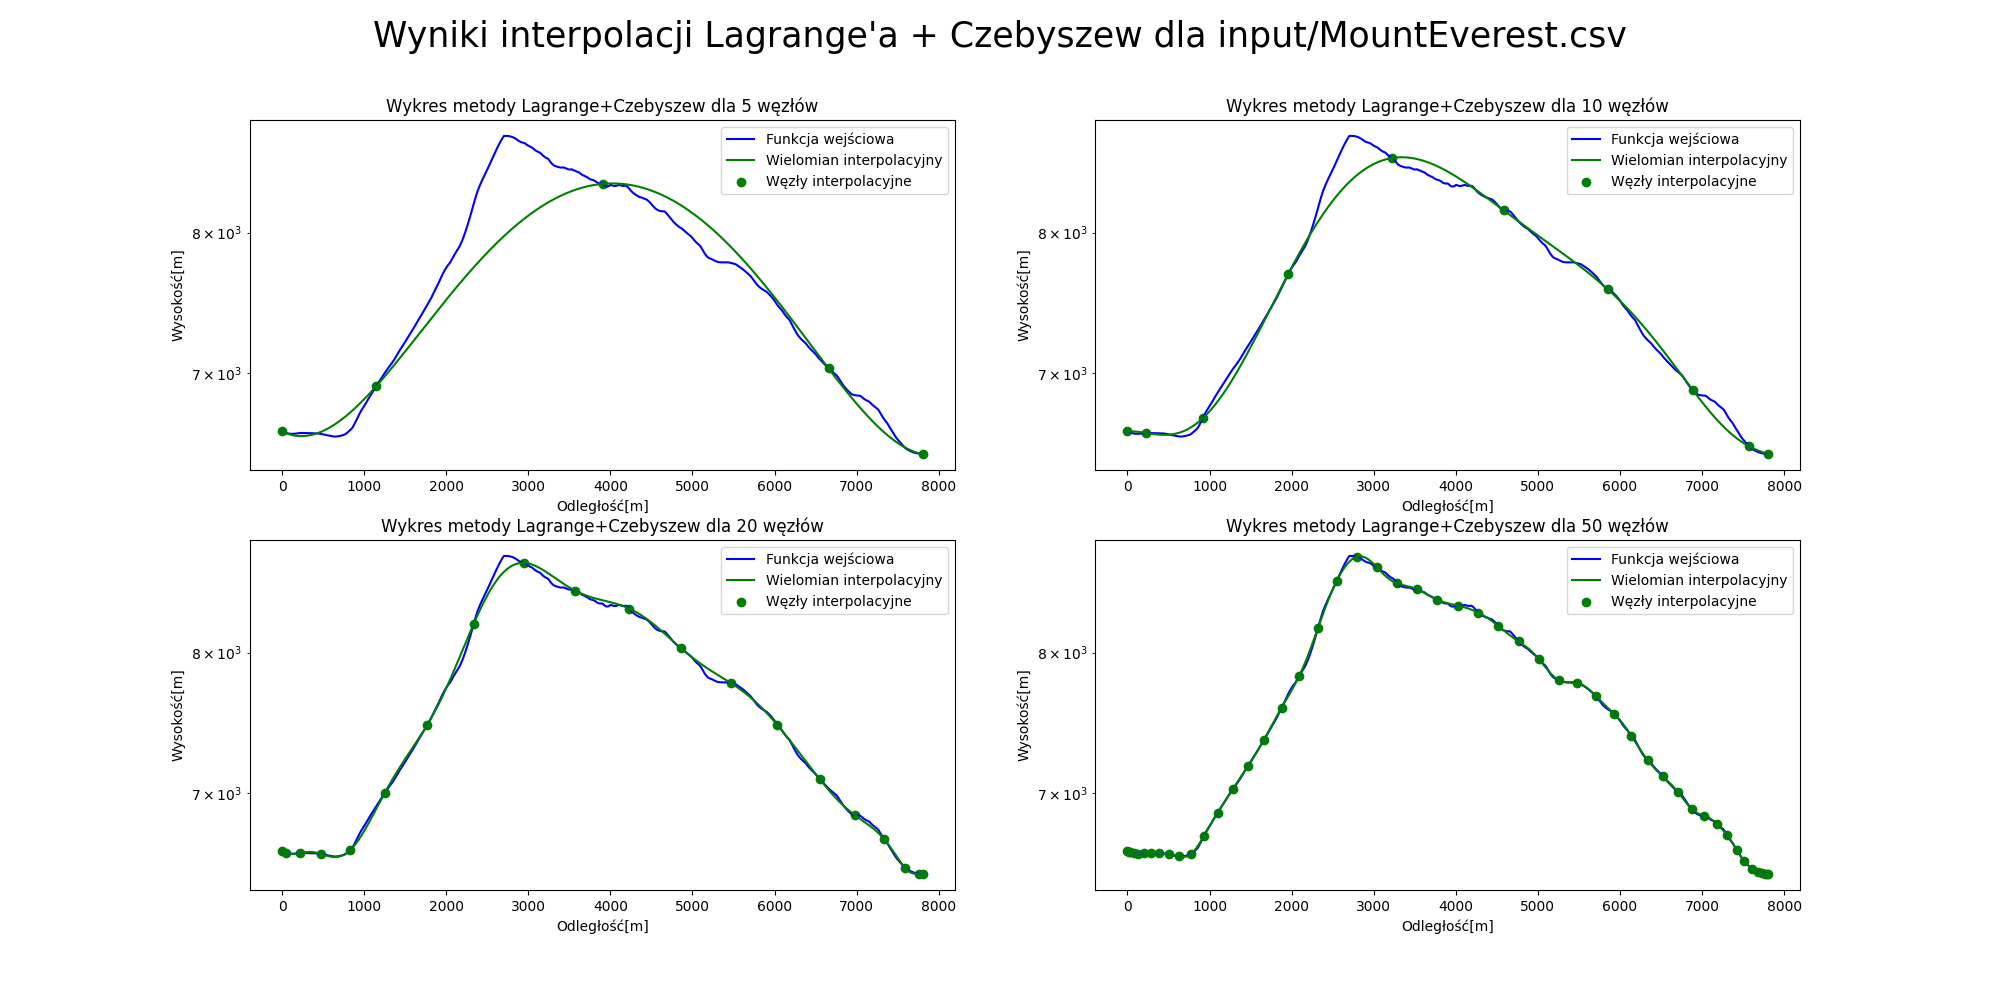 Wyniki interpolacji Lagrange'a + Czebyszew dla input/MountEverest.csv
Wykres metody Lagrange+Czebyszew dla 5 węzłów
Funkcja wejściowa
Wielomian interpolacyjny
Węzły interpolacyjne
8 × 10³
7 × 10³
Wysokość[m]
0 1000 2000 3000 4000 5000 6000 7000 8000
Odległość[m]
Wykres metody Lagrange+Czebyszew dla 10 węzłów
Funkcja wejściowa
Wielomian interpolacyjny
Węzły interpolacyjne
8 × 10³
7 × 10³
Wysokość[m]
0 1000 2000 3000 4000 5000 6000 7000 8000
Odległość[m]
Wykres metody Lagrange+Czebyszew dla 20 węzłów
Funkcja wejściowa
Wielomian interpolacyjny
Węzły interpolacyjne
8 × 10³
7 × 10³
Wysokość[m]
0 1000 2000 3000 4000 5000 6000 7000 8000
Odległość[m]
Wykres metody Lagrange+Czebyszew dla 50 węzłów
Funkcja wejściowa
Wielomian interpolacyjny
Węzły interpolacyjne
8 × 10³
7 × 10³
Wysokość[m]
0 1000 2000 3000 4000 5000 6000 7000 8000
Odległość[m]